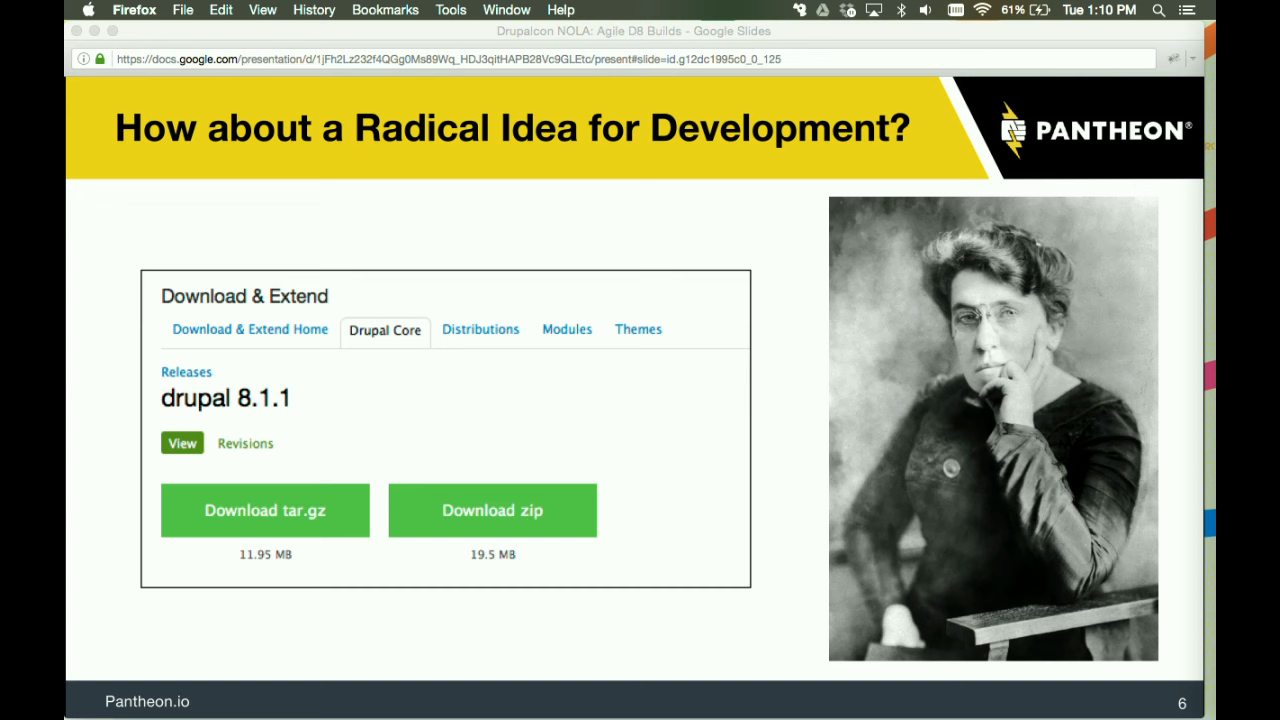 Firefox File Edit View History Bookmarks Tools Window Help 61% Tue 1:10 PM
Drupalcon NOLA: Agile D8 Builds - Google Slides
https://docs.google.com/presentation/d/1jFh2Lz232f4QGg0Ms89Wq_HDJ3qitHAPB28Vc9GLEtc/present#slide=id.g12dc1995c0_0_125
How about a Radical Idea for Development?
PANTHEON®
Download & Extend
Download & Extend Home Drupal Core Distributions Modules Themes
Releases
drupal 8.1.1
View Revisions
Download tar.gz Download zip
11.95 MB 19.5 MB
Pantheon.io 6